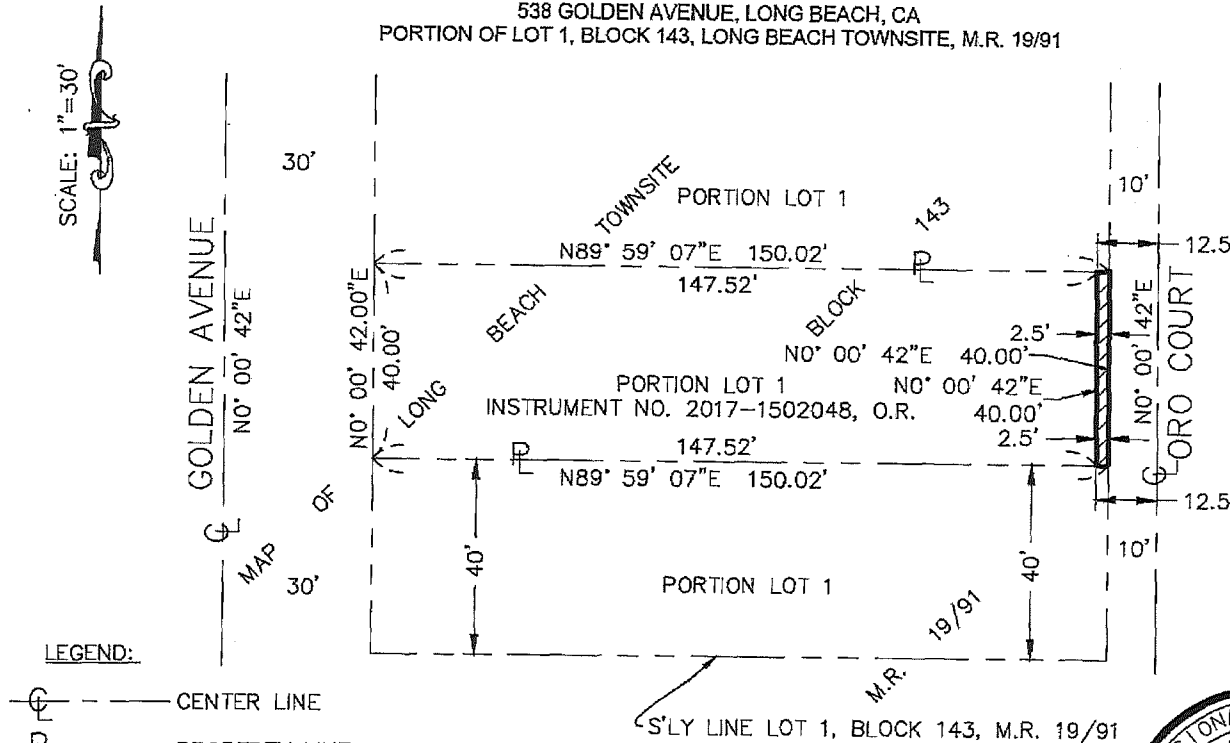 538 GOLDEN AVENUE, LONG BEACH, CA
PORTION OF LOT 1, BLOCK 143, LONG BEACH TOWNSITE, M.R. 19/91
SCALE: 1"=30'
30'
TOWNSITE
PORTION LOT 1
143
10'
12.5
N89° 59' 07"E 150.02'
147.52'
GOLDEN AVENUE
N0° 00' 42"E
N0° 00' 42.00"E
40.00'
BEACH
BLOCK
2.5'
N0° 00' 42"E 40.00'
N0° 00' 42"E
ORO COURT
PORTION LOT 1
N0° 00' 42"E
LONG
INSTRUMENT NO. 2017-1502048, O.R.
40.00'
2.5'
147.52'
N89° 59' 07"E 150.02'
12.5
OF
MAP
30'
40'
40'
10'
PORTION LOT 1
19/91
M.R.
LEGEND:
CENTER LINE
S'LY LINE LOT 1, BLOCK 143, M.R. 19/91